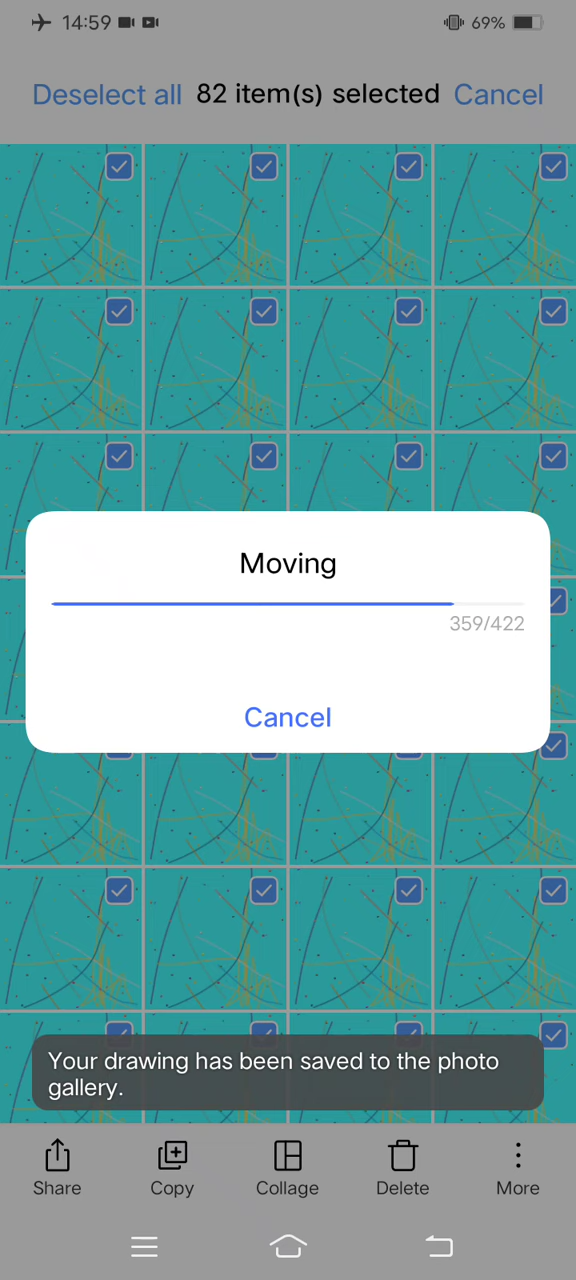 14:59
69%
Deselect all 82 item(s) selected Cancel
Moving
359/422
Cancel
Your drawing has been saved to the photo
gallery.
Share Copy Collage Delete More